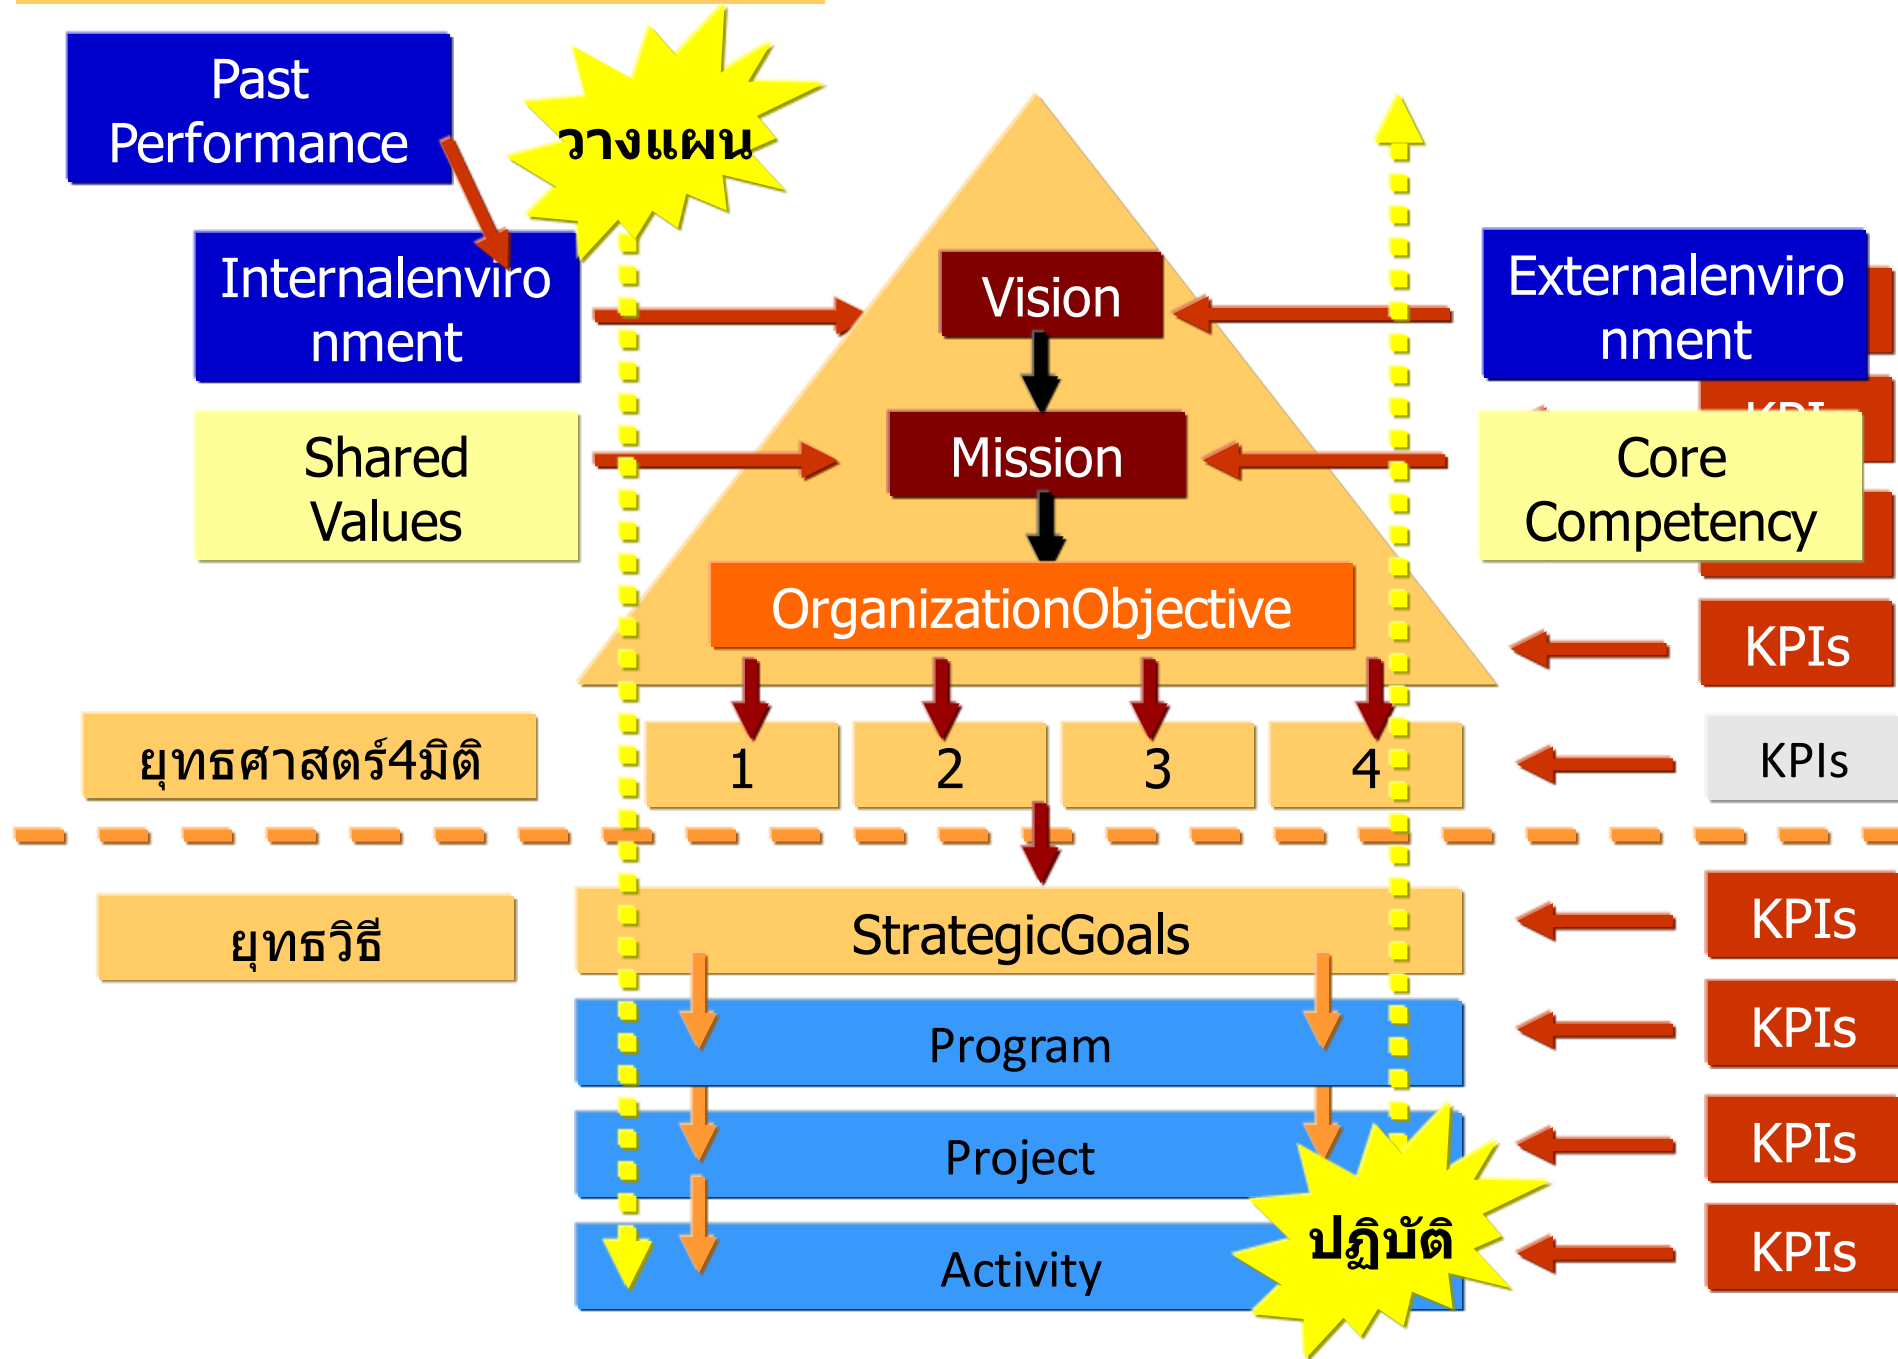 Past
Performance
วางแผน
Internalenviro
nment
Vision
Externalenviro
nment
KPIs
Shared
Values
Mission
Core
Competency
OrganizationObjective
KPIs
ยุทธศาสตร์4มิติ
1
2
3
4
KPIs
ยุทธวิธี
StrategicGoals
KPIs
Program
KPIs
Project
KPIs
ปฏิบัติ
Activity
KPIs